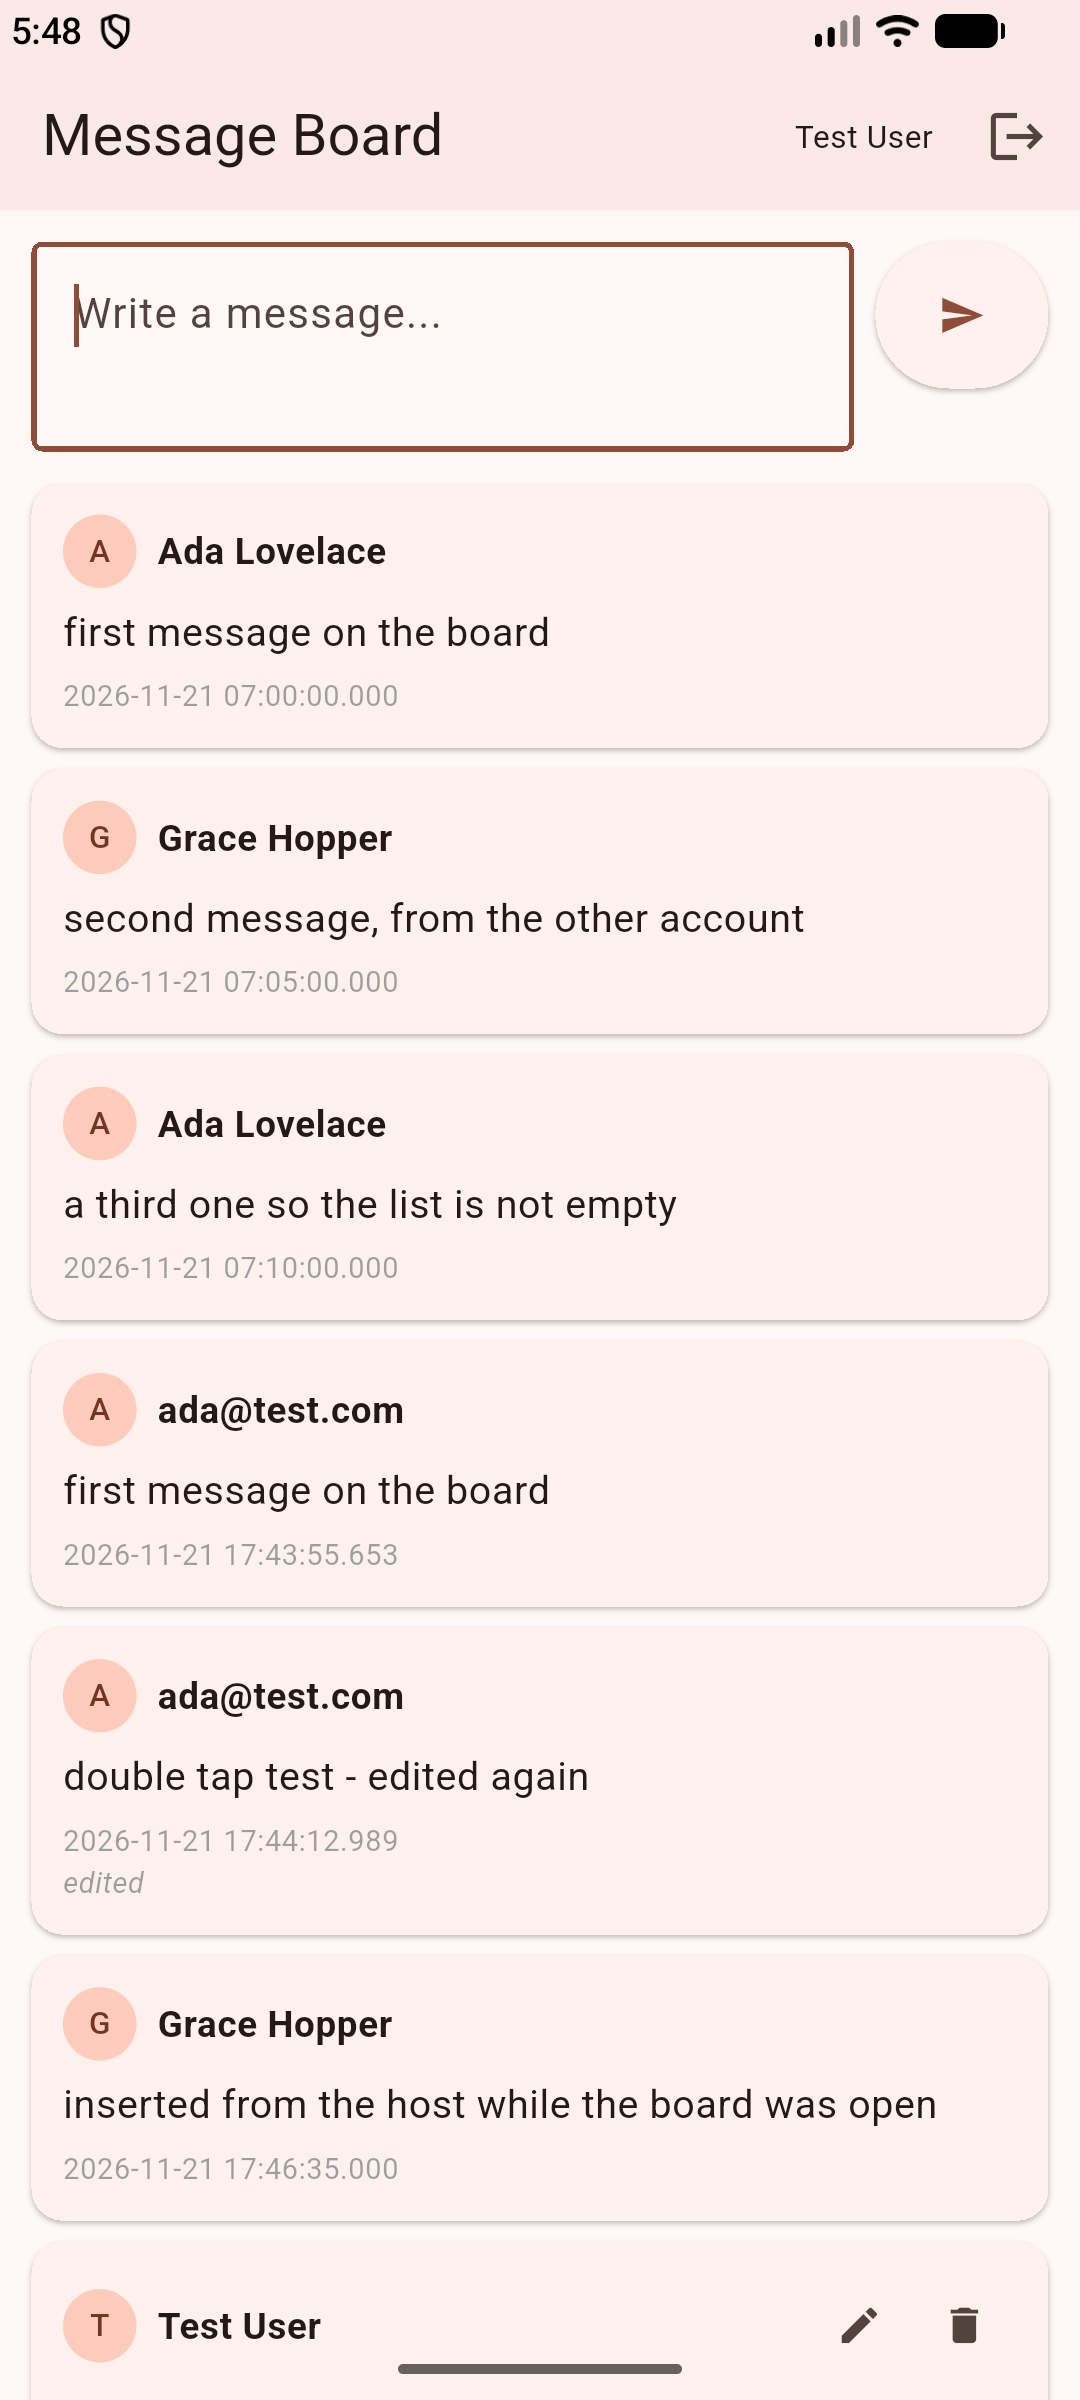 5:48
Message Board
Test User
Write a message...
A
Ada Lovelace
first message on the board
2026-11-21 07:00:00.000
G
Grace Hopper
second message, from the other account
2026-11-21 07:05:00.000
A
Ada Lovelace
a third one so the list is not empty
2026-11-21 07:10:00.000
A
ada@test.com
first message on the board
2026-11-21 17:43:55.653
A
ada@test.com
double tap test - edited again
2026-11-21 17:44:12.989
edited
G
Grace Hopper
inserted from the host while the board was open
2026-11-21 17:46:35.000
T
Test User